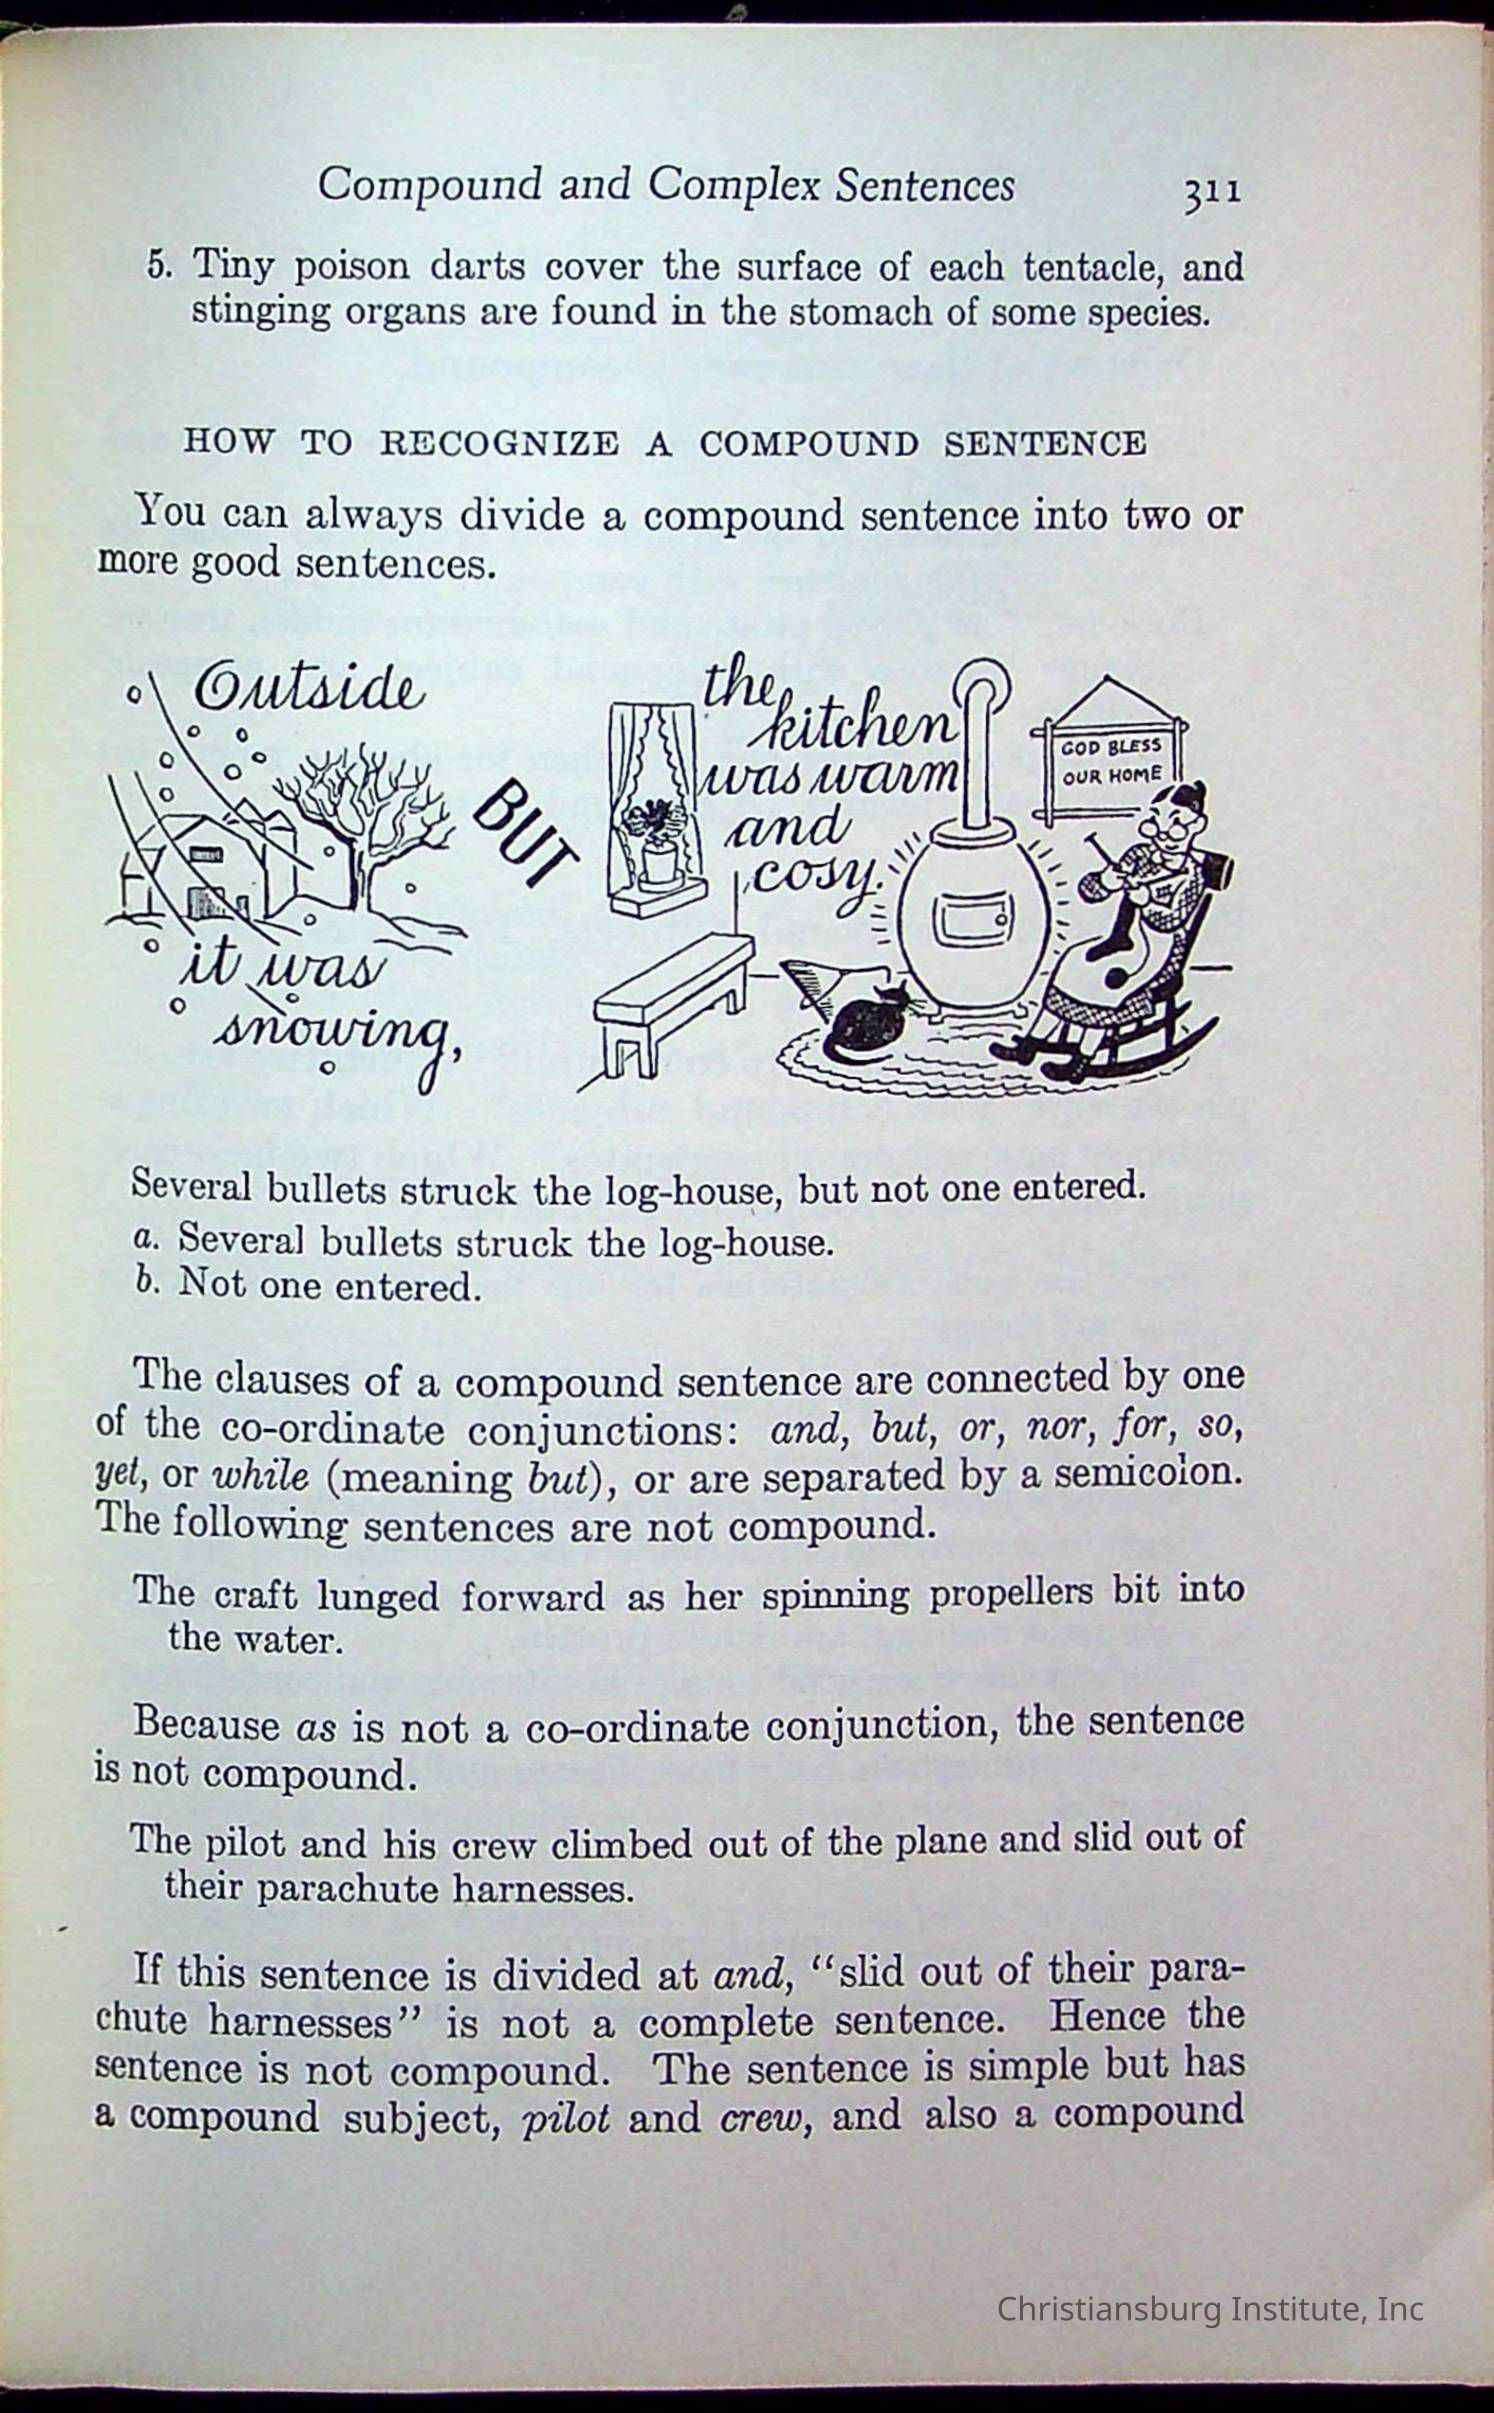 Compound and Complex Sentences 311
5. Tiny poison darts cover the surface of each tentacle, and
stinging organs are found in the stomach of some species.
HOW TO RECOGNIZE A COMPOUND SENTENCE
You can always divide a compound sentence into two or
more good sentences.
Outside
it was
snowing,
BUT
the
kitchen
was warm
and
cosy.
GOD BLESS
OUR HOME
Several bullets struck the log-house, but not one entered.
a. Several bullets struck the log-house.
b. Not one entered.
The clauses of a compound sentence are connected by one
of the co-ordinate conjunctions: and, but, or, nor, for, so,
yet, or while (meaning but), or are separated by a semicolon.
The following sentences are not compound.
The craft lunged forward as her spinning propellers bit into
the water.
Because as is not a co-ordinate conjunction, the sentence
is not compound.
The pilot and his crew climbed out of the plane and slid out of
their parachute harnesses.
If this sentence is divided at and, “slid out of their para-
chute harnesses” is not a complete sentence. Hence the
sentence is not compound. The sentence is simple but has
a compound subject, pilot and crew, and also a compound
Christiansburg Institute, Inc